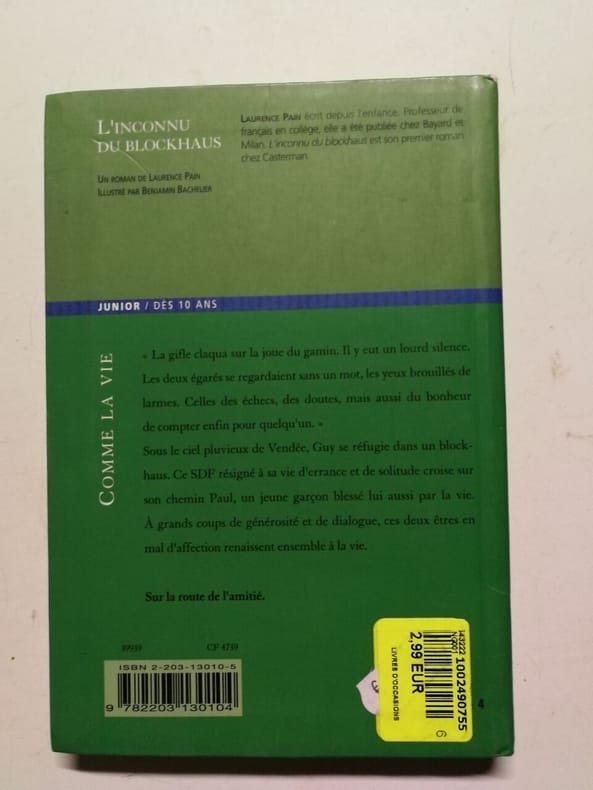 L'INCONNU
DU BLOCKHAUS
UN ROMAN DE LAURENCE PAIN
ILLUSTRÉ PAR BENJAMIN BACHELIER
LAURENCE PAIN écrit depuis l'enfance. Professeur de
français en collège, elle a été publiée chez Bayard et
Milan. L'inconnu du blockhaus est son premier roman
chez Casterman.
JUNIOR / DÈS 10 ANS
COMME LA VIE
« La gifle claqua sur la joue du gamin. Il y eut un lourd silence.
Les deux égarés se regardaient sans un mot, les yeux brouillés de
larmes. Celles des échecs, des doutes, mais aussi du bonheur
de compter enfin pour quelqu'un. »
Sous le ciel pluvieux de Vendée, Guy se réfugie dans un block-
haus. Ce SDF résigné à sa vie d'errance et de solitude croise sur
son chemin Paul, un jeune garçon blessé lui aussi par la vie.
À grands coups de générosité et de dialogue, ces deux êtres en
mal d'affection renaissent ensemble à la vie.
Sur la route de l'amitié.
CF 4739
ISBN 2-203-13010-5
9 782203 130104
1002490755
2,99 EUR
LIVRES D'OCCASIONS
6
4